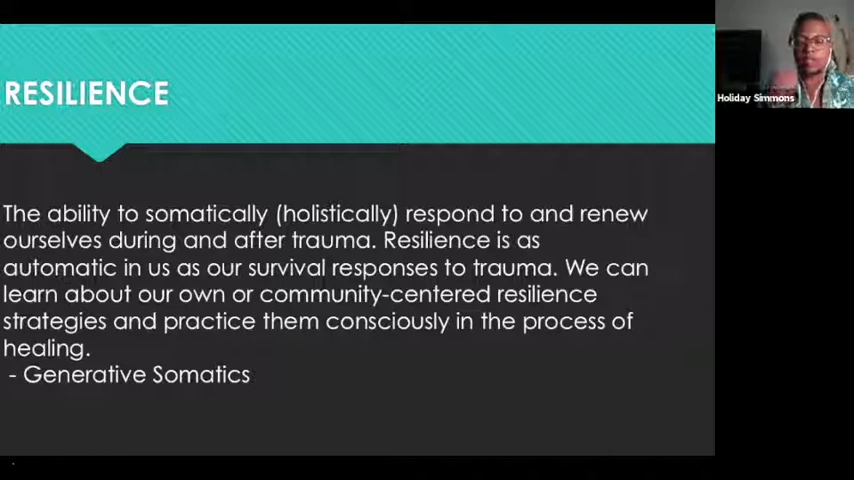 RESILIENCE
Holiday Simmons
The ability to somatically (holistically) respond to and renew
ourselves during and after trauma. Resilience is as
automatic in us as our survival responses to trauma. We can
learn about our own or community-centered resilience
strategies and practice them consciously in the process of
healing.
- Generative Somatics